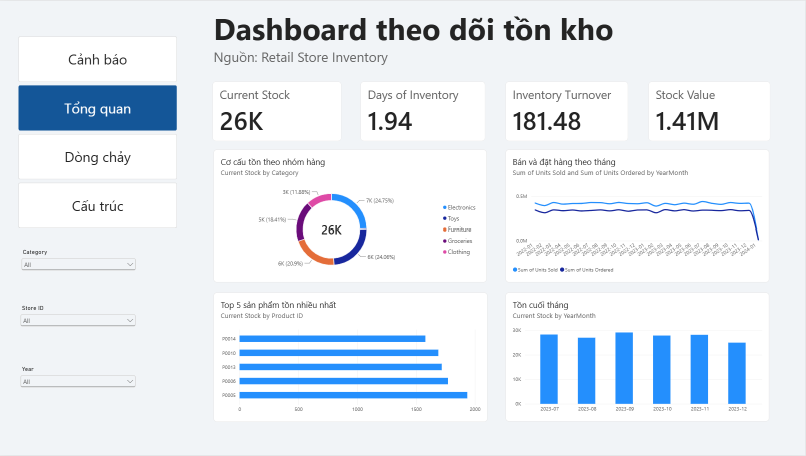 Dashboard theo dõi tồn kho
Nguồn: Retail Store Inventory
Cảnh báo
Tổng quan
Dòng chảy
Cấu trúc
Category
All
Store ID
All
Year
All
Current Stock
26K
Days of Inventory
1.94
Inventory Turnover
181.48
Stock Value
1.41M
Cơ cấu tồn theo nhóm hàng
Current Stock by Category
3K (11.88%)
7K (24.75%)
5K (18.41%)
26K
6K (20.9%)
6K (24.06%)
Electronics
Toys
Furniture
Groceries
Clothing
Bán và đặt hàng theo tháng
Sum of Units Sold and Sum of Units Ordered by YearMonth
0.5M
0.0M
Sum of Units Sold Sum of Units Ordered
Top 5 sản phẩm tồn nhiều nhất
Current Stock by Product ID
P0014
P0010
P0013
P0005
0 500 1000 1500 2000
Tồn cuối tháng
Current Stock by YearMonth
30K
20K
10K
0K
2023-07 2023-08 2023-09 2023-10 2023-11 2023-12